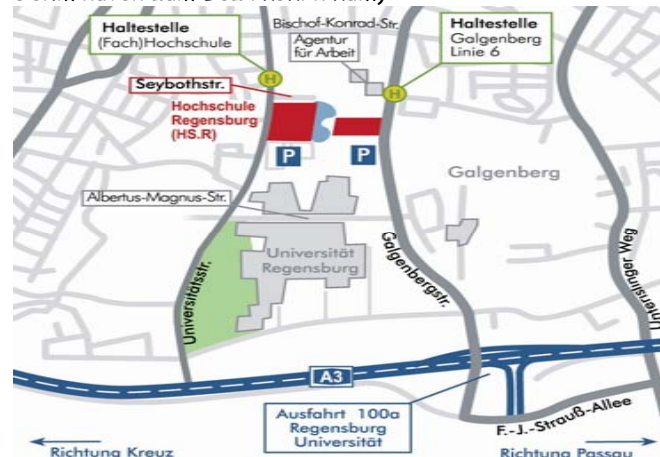 Haltestelle
(Fach)Hochschule
Bischof-Konrad-Str.
Agentur
für Arbeit
Haltestelle
Galgenberg
Linie 6
H
H
Seybothstr.
Hochschule
Regensburg
(HS.R)
P
P
Galgenberg
Albertus-Magnus-Str.
Universität
Regensburg
Universitätsstr.
Galgenbergstr.
Unterislinger Weg
A3
Ausfahrt 100a
Regensburg
Universität
F.-J.-Strauß-Allee
Richtung Kreuz
Richtung Passau